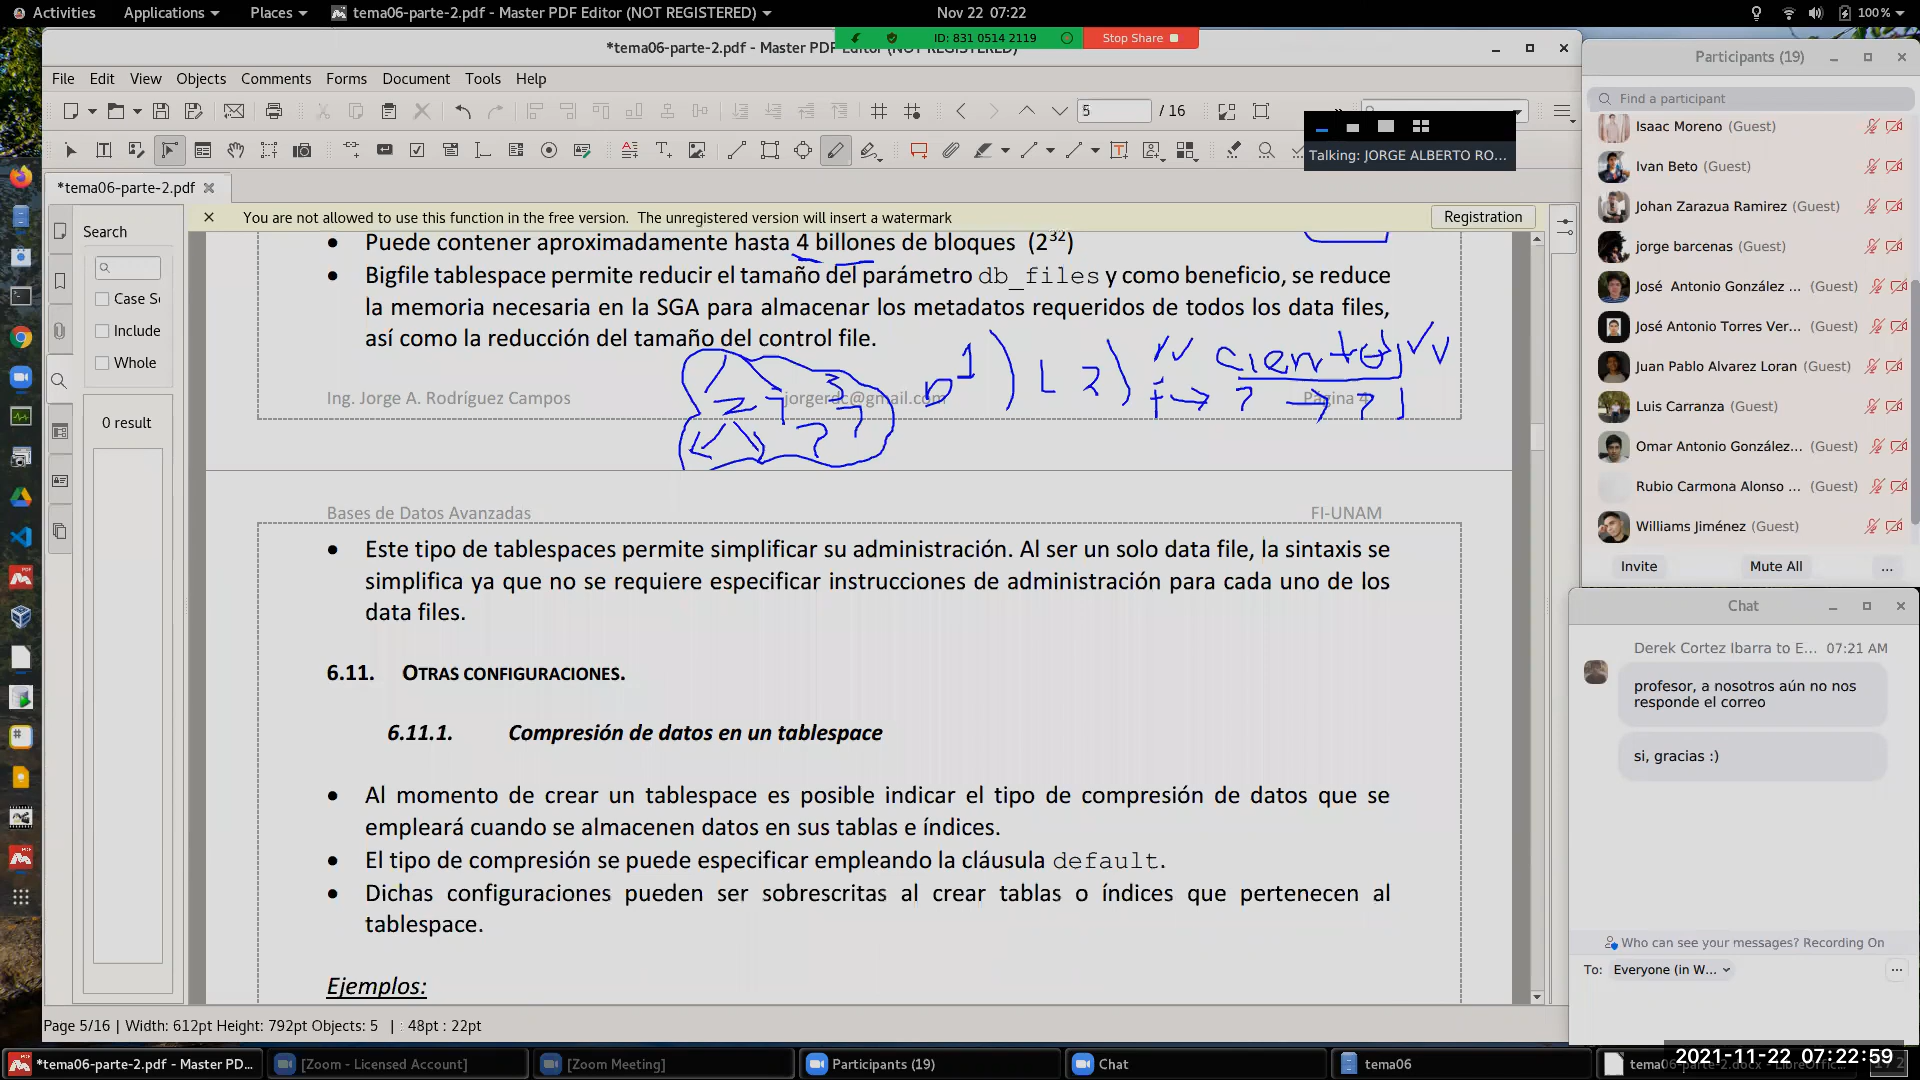 Activities
Applications
Places
tema06-parte-2.pdf - Master PDF Editor (NOT REGISTERED)
Nov 22 07:22
100%
*tema06-parte-2.pdf - Master PDF Editor (NOT REGISTERED)
ID: 831 0514 2119
Stop Share
File Edit View Objects Comments Forms Document Tools Help
5 / 16
Talking: JORGE ALBERTO RO...
*tema06-parte-2.pdf
You are not allowed to use this function in the free version. The unregistered version will insert a watermark
Registration
Search
Case Se
Include
Whole
0 result
• Puede contener aproximadamente hasta 4 billones de bloques (2³²)
• Bigfile tablespace permite reducir el tamaño del parámetro db_files y como beneficio, se reduce
la memoria necesaria en la SGA para almacenar los metadatos requeridos de todos los data files,
así como la reducción del tamaño del control file.
Ing. Jorge A. Rodríguez Campos
jorgerdc@gmail.com
Página 4
Bases de Datos Avanzadas
FI-UNAM
• Este tipo de tablespaces permite simplificar su administración. Al ser un solo data file, la sintaxis se
simplifica ya que no se requiere especificar instrucciones de administración para cada uno de los
data files.
6.11. OTRAS CONFIGURACIONES.
6.11.1. Compresión de datos en un tablespace
• Al momento de crear un tablespace es posible indicar el tipo de compresión de datos que se
empleará cuando se almacenen datos en sus tablas e índices.
• El tipo de compresión se puede especificar empleando la cláusula default.
• Dichas configuraciones pueden ser sobrescritas al crear tablas o índices que pertenecen al
tablespace.
Ejemplos:
Page 5/16 | Width: 612pt Height: 792pt Objects: 5 | : 48pt : 22pt
Participants (19)
Find a participant
Isaac Moreno (Guest)
Ivan Beto (Guest)
Johan Zarazua Ramirez (Guest)
jorge barcenas (Guest)
José Antonio González ... (Guest)
José Antonio Torres Ver... (Guest)
Juan Pablo Alvarez Loran (Guest)
Luis Carranza (Guest)
Omar Antonio González... (Guest)
Rubio Carmona Alonso ... (Guest)
Williams Jiménez (Guest)
Invite
Mute All
...
Chat
Derek Cortez Ibarra to E... 07:21 AM
profesor, a nosotros aún no nos
responde el correo
si, gracias :)
Who can see your messages? Recording On
To: Everyone (in W...
*tema06-parte-2.pdf - Master PD...
[Zoom - Licensed Account]
[Zoom Meeting]
Participants (19)
Chat
tema06
2021-11-22 07:22:59